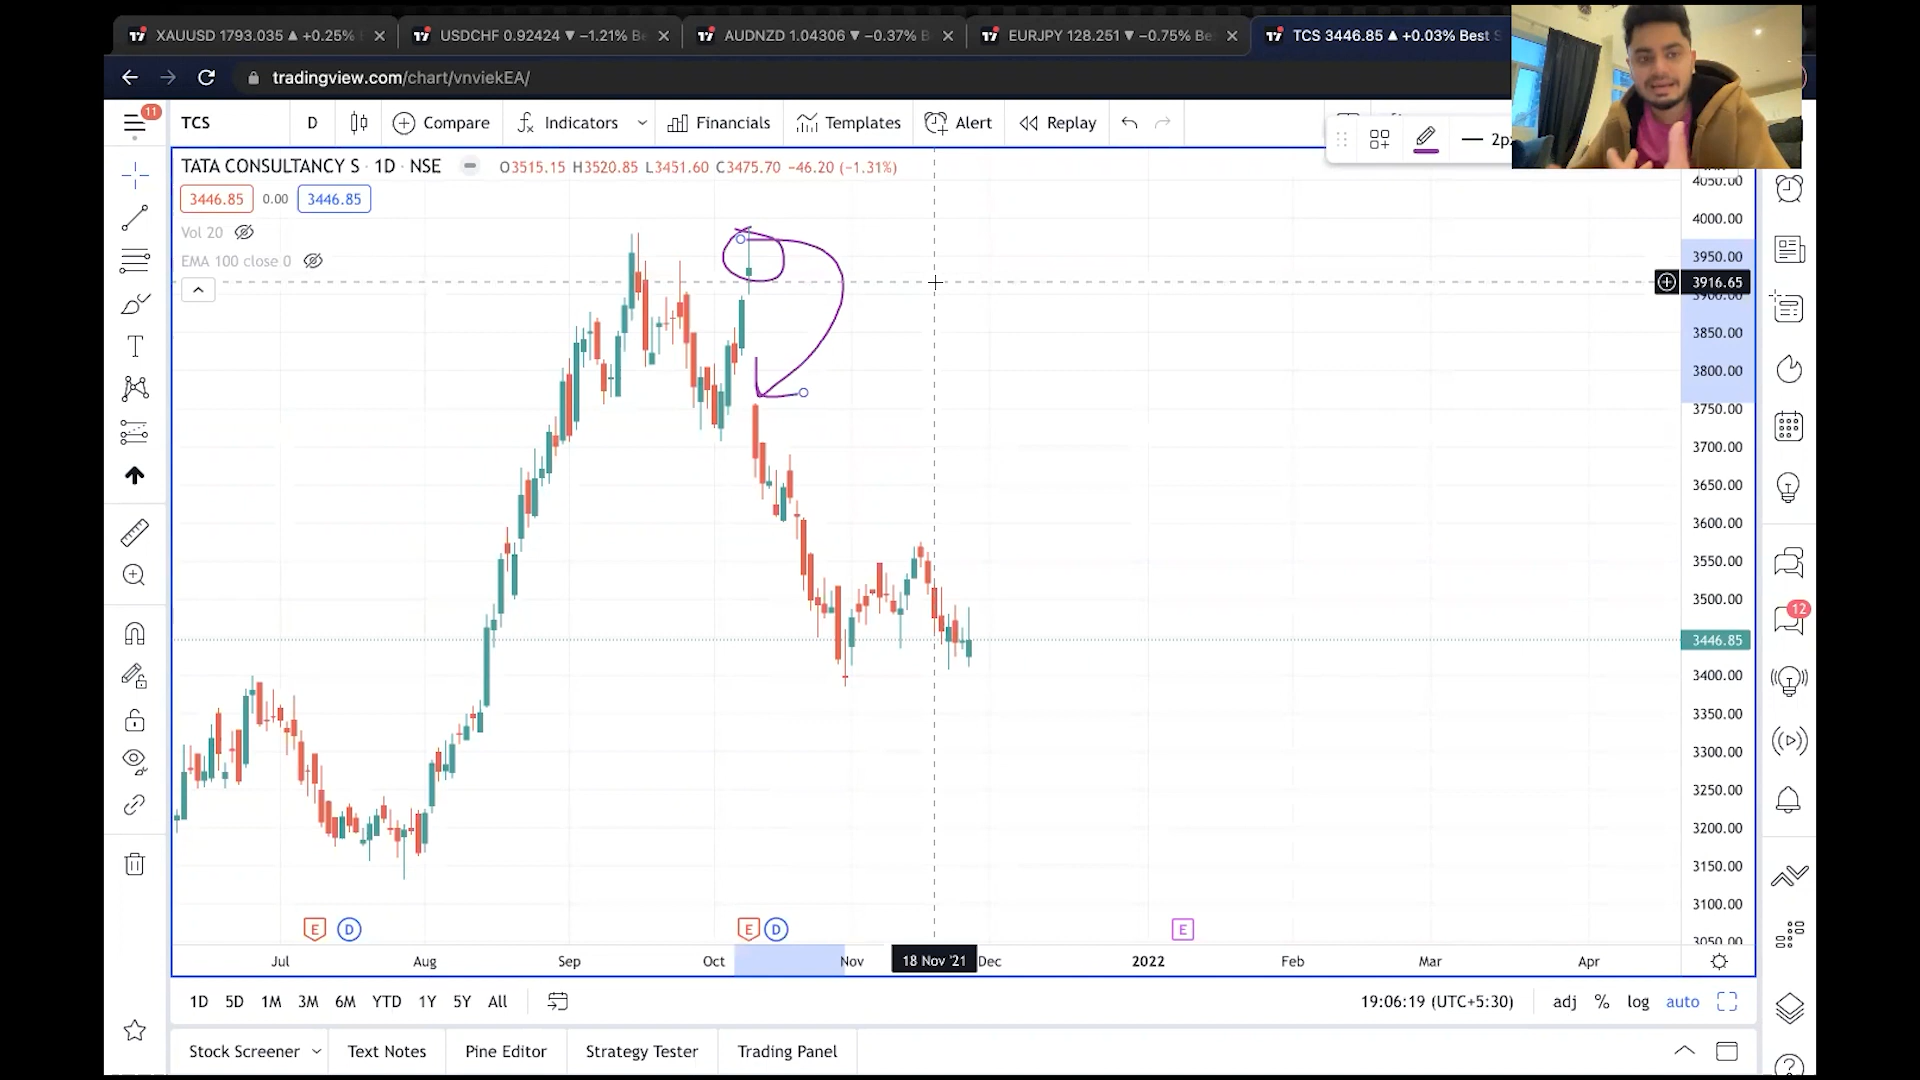 XAUUSD 1793.035 ▲ +0.25%
USDCHF 0.92424 ▼ −1.21% Be
AUDNZD 1.04306 ▼ −0.37% B
EURJPY 128.251 ▼ −0.75% Be
TCS 3446.85 ▲ +0.03% Best S
tradingview.com/chart/vnviekEA/
11
TCS
D
Compare
Indicators
Financials
Templates
Alert
Replay
2p
TATA CONSULTANCY S · 1D · NSE
O3515.15 H3520.85 L3451.60 C3475.70 −46.20 (−1.31%)
3446.85 0.00 3446.85
Vol 20
EMA 100 close 0
4050.00
4000.00
3950.00
3916.65
3900.00
3850.00
3800.00
3750.00
3700.00
3650.00
3600.00
3550.00
3500.00
3446.85
3400.00
3350.00
3300.00
3250.00
3200.00
3150.00
3100.00
3050.00
12
E D E D E
Jul Aug Sep Oct Nov 18 Nov '21 Dec 2022 Feb Mar Apr
1D 5D 1M 3M 6M YTD 1Y 5Y All
19:06:19 (UTC+5:30) adj % log auto
Stock Screener Text Notes Pine Editor Strategy Tester Trading Panel